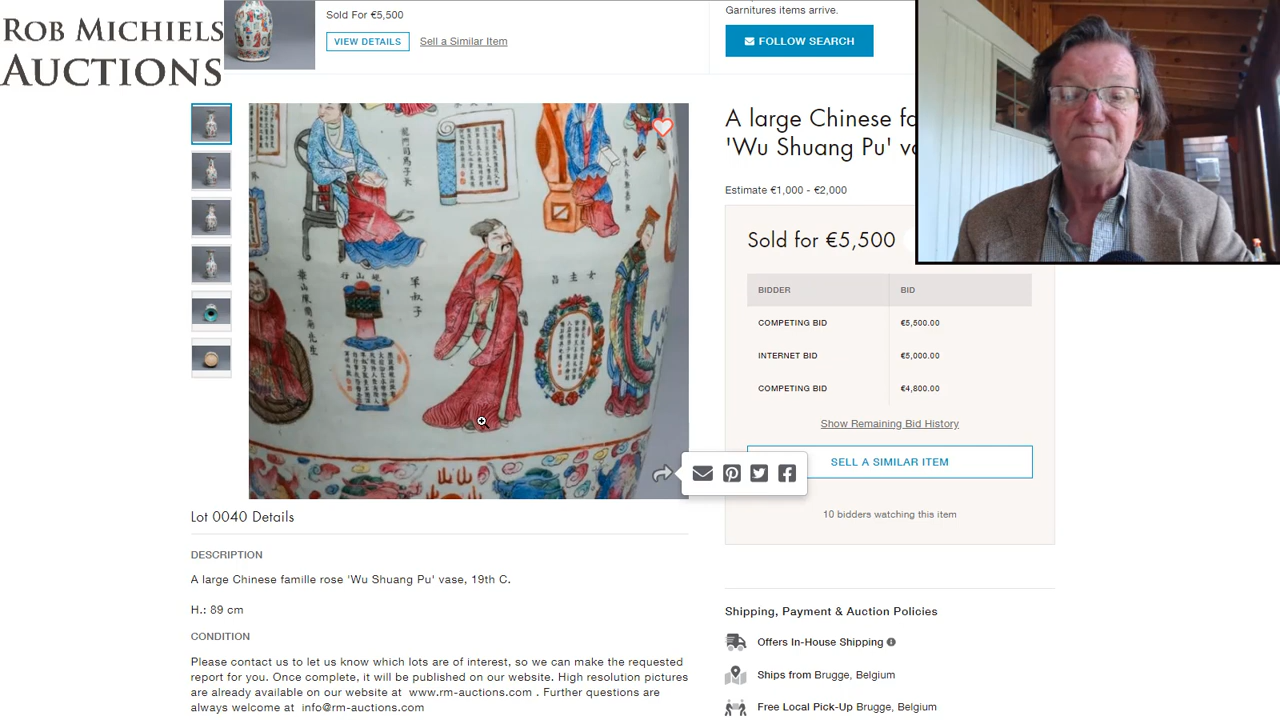 ROB MICHIELS
AUCTIONS
Sold For €5,500
VIEW DETAILS
Sell a Similar Item
Garnitures items arrive.
FOLLOW SEARCH
A large Chinese fa
'Wu Shuang Pu' va
Estimate €1,000 - €2,000
Sold for €5,500
BIDDER BID
COMPETING BID €5,500.00
INTERNET BID €5,000.00
COMPETING BID €4,800.00
Show Remaining Bid History
SELL A SIMILAR ITEM
10 bidders watching this item
Lot 0040 Details
DESCRIPTION
A large Chinese famille rose 'Wu Shuang Pu' vase, 19th C.
H.: 89 cm
CONDITION
Please contact us to let us know which lots are of interest, so we can make the requested
report for you. Once complete, it will be published on our website. High resolution pictures
are already available on our website at www.rm-auctions.com . Further questions are
always welcome at info@rm-auctions.com
Shipping, Payment & Auction Policies
Offers In-House Shipping
Ships from Brugge, Belgium
Free Local Pick-Up Brugge, Belgium